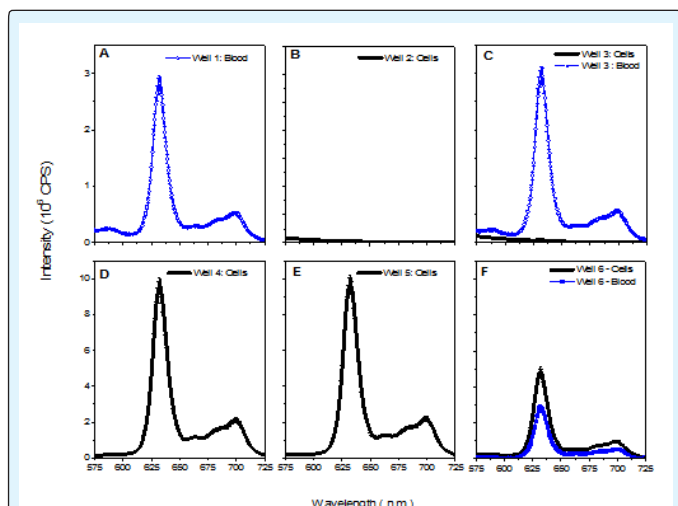 A
Well 1: Blood
B
Well 2: Cells
C
Well 3: Cells
Well 3 : Blood
3
2
1
0
Intensity (10⁶ CPS)
D
Well 4: Cells
E
Well 5: Cells
F
Well 6 - Cells
Well 6 - Blood
10
8
6
4
2
0
575 600 625 650 675 700 725
575 600 625 650 675 700 725
575 600 625 650 675 700 725
Wavelength ( nm )